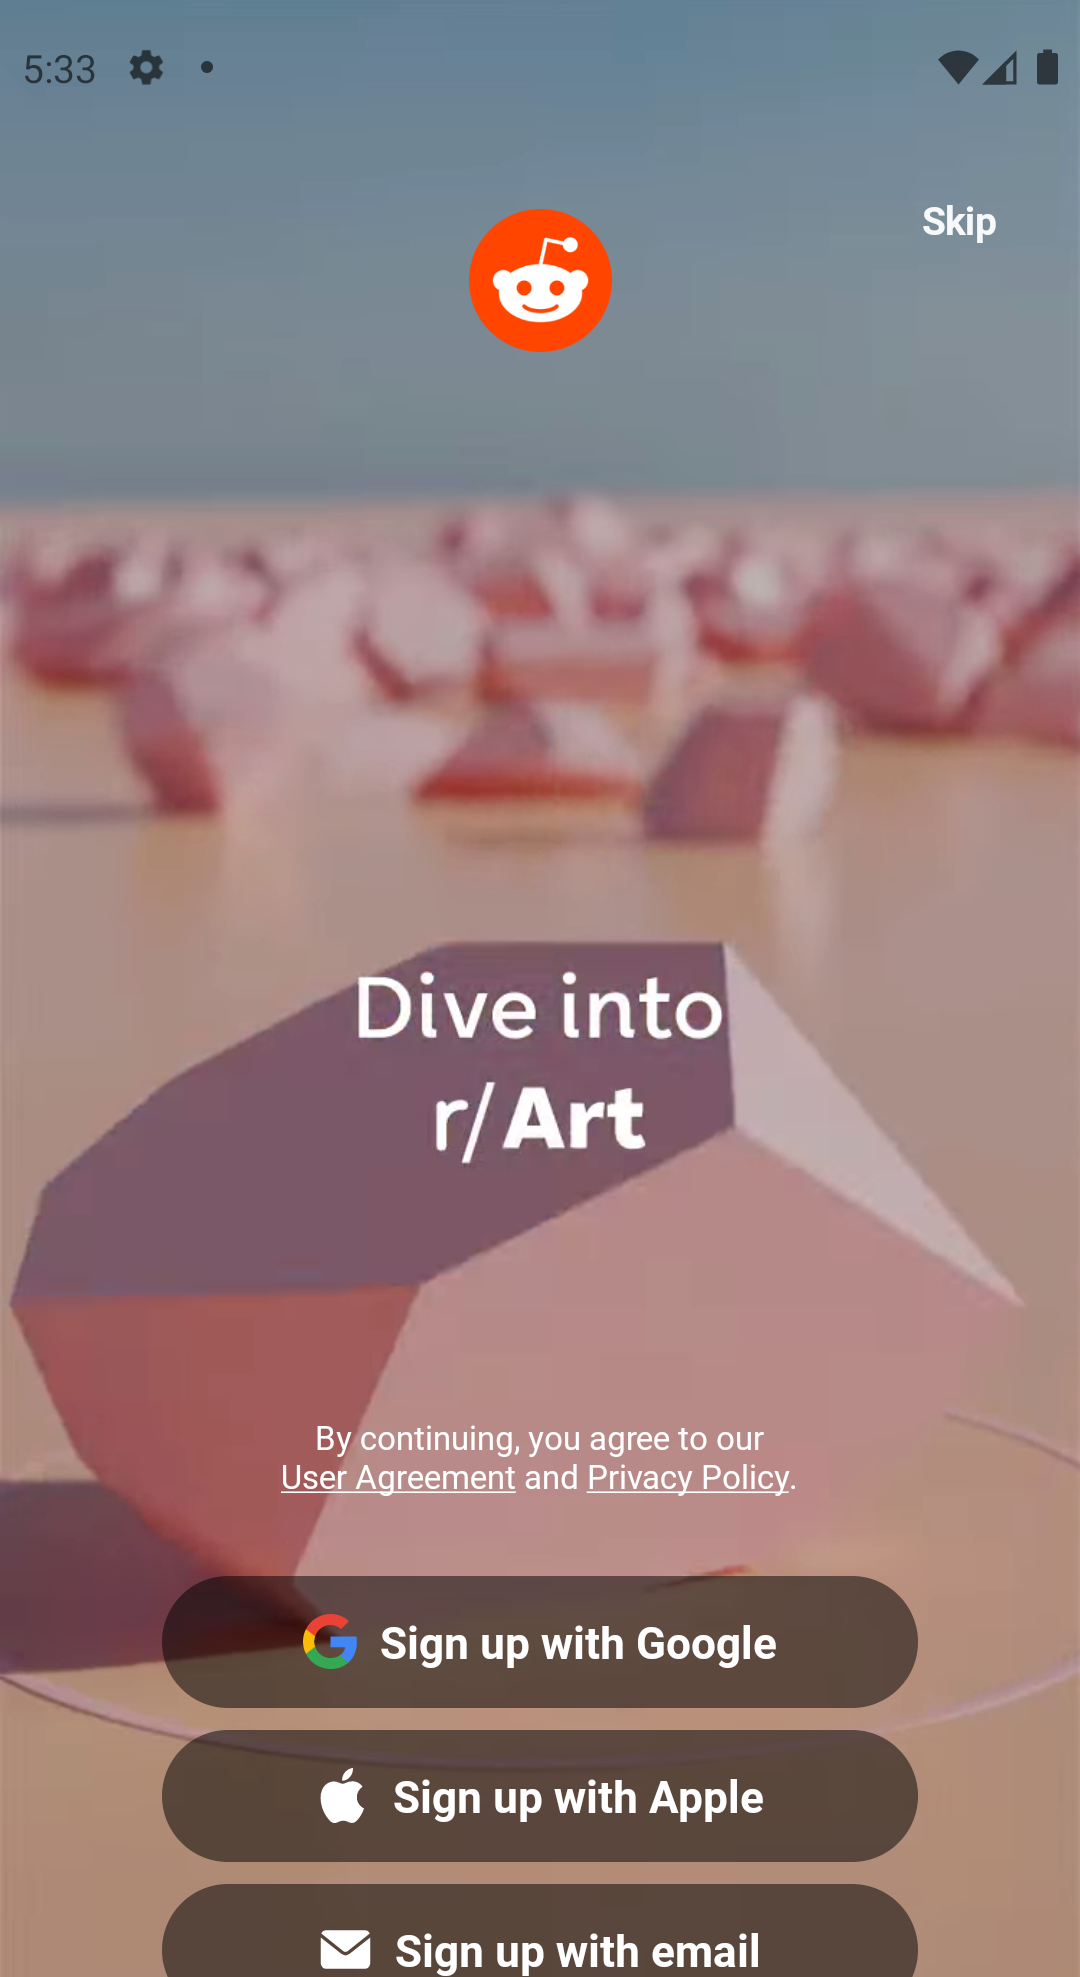 5:33
Skip
Dive into
r/Art
By continuing, you agree to our
User Agreement and Privacy Policy.
Sign up with Google
Sign up with Apple
Sign up with email